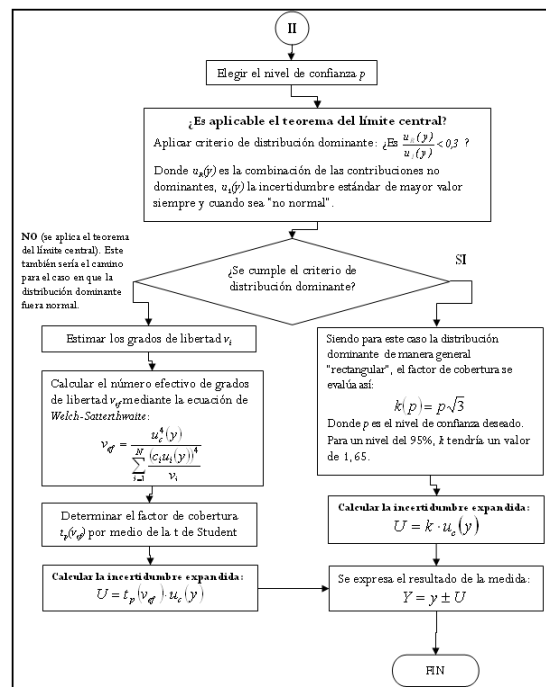 II
Elegir el nivel de confianza p
¿Es aplicable el teorema del límite central?
Aplicar criterio de distribución dominante: ¿Es u_R(y)/u_1(y) < 0,3 ?
Donde u_R(y) es la combinación de las contribuciones no
dominantes, u_1(y) la incertidumbre estándar de mayor valor
siempre y cuando sea "no normal".
NO (se aplica el teorema
del límite central). Este
también sería el camino
para el caso en que la
distribución dominante
fuera normal.
SI
¿Se cumple el criterio de
distribución dominante?
Estimar los grados de libertad v_i
Calcular el número efectivo de grados
de libertad v_ef mediante la ecuación de
Welch-Satterthwaite:
v_ef = u_c^4(y) / ∑_{i=1}^{N} (c_i u_i(y))^4 / v_i
Determinar el factor de cobertura
t_p(v_ef) por medio de la t de Student
Calcular la incertidumbre expandida:
U = t_p(v_ef) · u_c(y)
Siendo para este caso la distribución
dominante de manera general
"rectangular", el factor de cobertura se
evalúa así:
k(p) = p√3
Donde p es el nivel de confianza deseado.
Para un nivel del 95%, k tendría un valor
de 1,65.
Calcular la incertidumbre expandida:
U = k · u_c(y)
Se expresa el resultado de la medida:
Y = y ± U
FIN